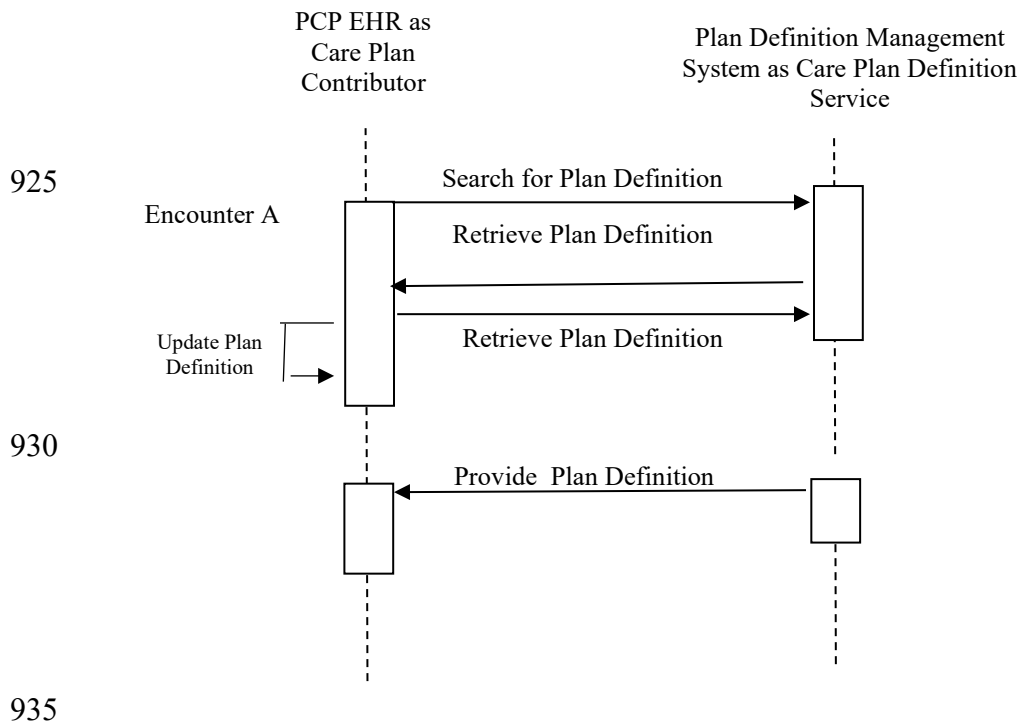 PCP EHR as
Care Plan
Contributor
Plan Definition Management
System as Care Plan Definition
Service
925
Search for Plan Definition
Encounter A
Retrieve Plan Definition
Update Plan
Definition
Retrieve Plan Definition
930
Provide  Plan Definition
935